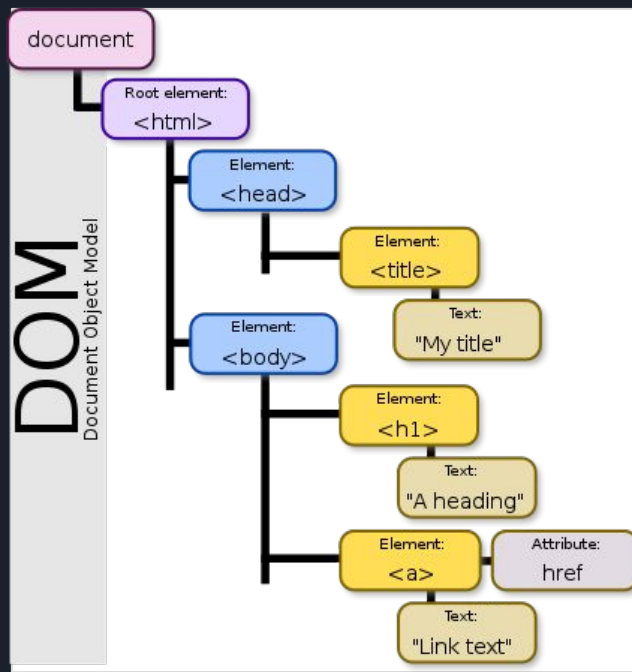 document
Root element:
<html>
Element:
<head>
Element:
<title>
Text:
"My title"
Element:
<body>
Element:
<h1>
Text:
"A heading"
Element:
<a>
Attribute:
href
Text:
"Link text"
DOM
Document Object Model